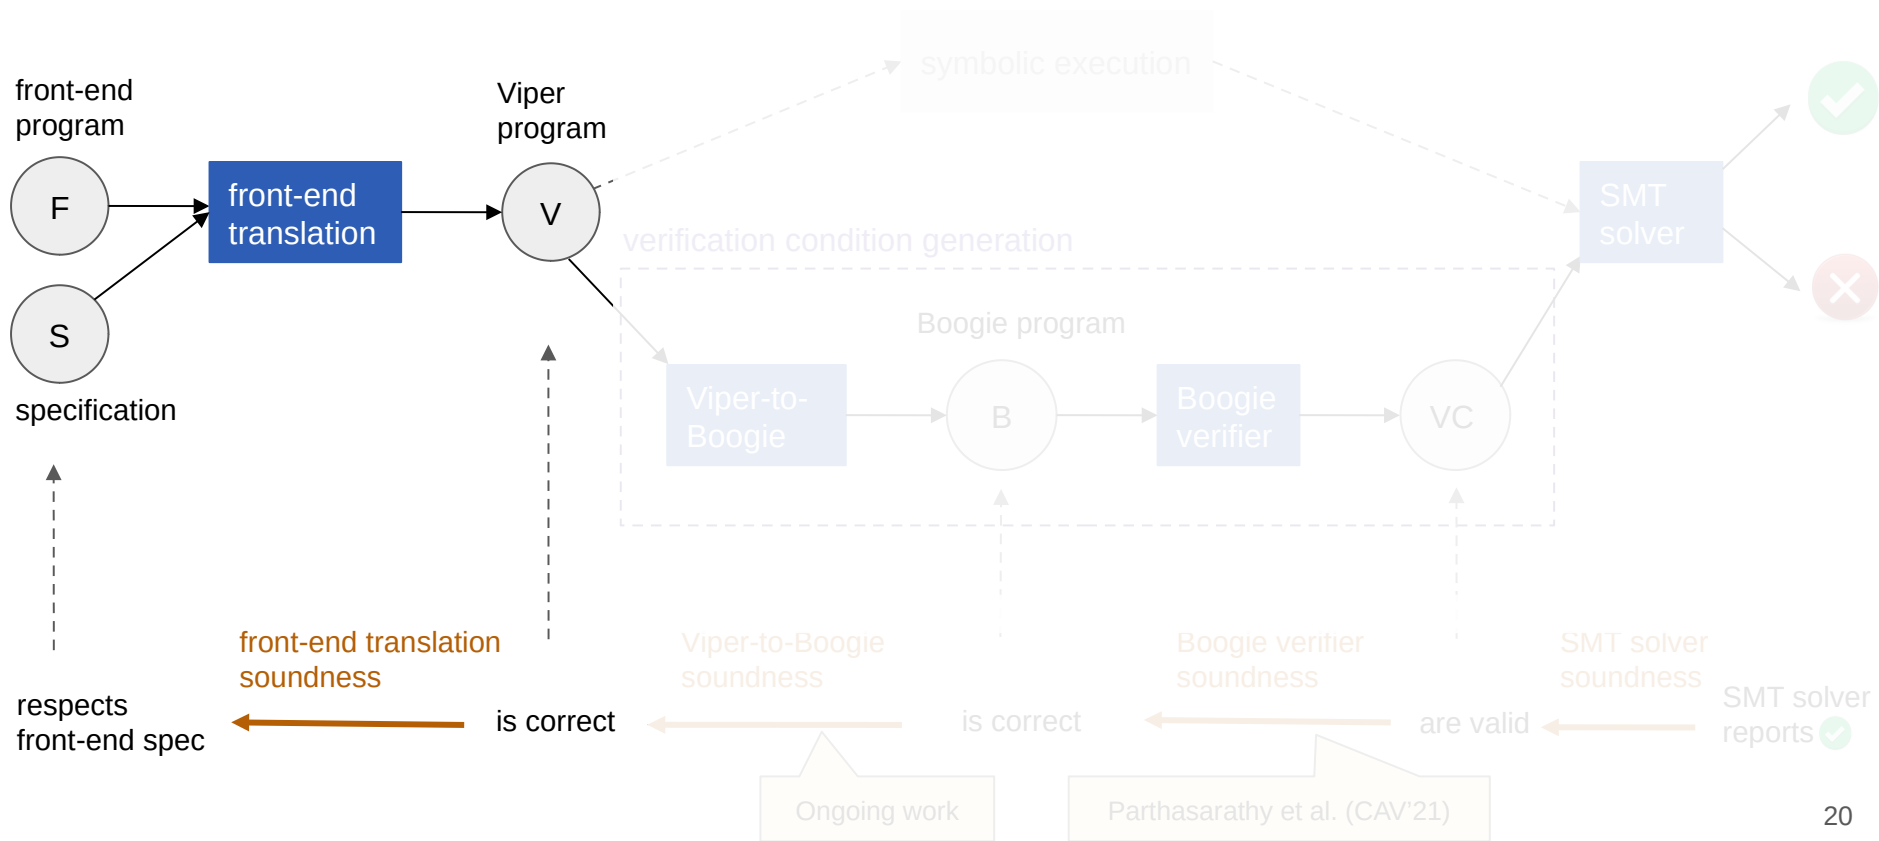 symbolic execution
front-end
program
Viper
program
F
front-end
translation
V
SMT
solver
verification condition generation
S
Boogie program
specification
Viper-to-
Boogie
B
Boogie
verifier
VC
front-end translation
soundness
Viper-to-Boogie
soundness
Boogie verifier
soundness
SMT solver
soundness
respects
front-end spec
is correct
is correct
are valid
SMT solver
reports
Ongoing work
Parthasarathy et al. (CAV’21)
20